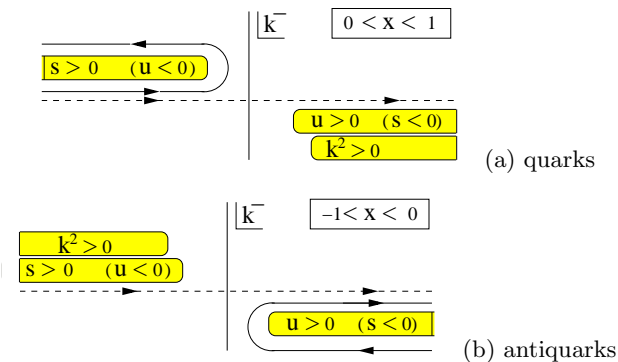 k⁻ 0 < x < 1
s > 0 (u < 0)
u > 0 (s < 0)
k² > 0
(a) quarks
k⁻ –1 < x < 0
k² > 0
s > 0 (u < 0)
u > 0 (s < 0)
(b) antiquarks